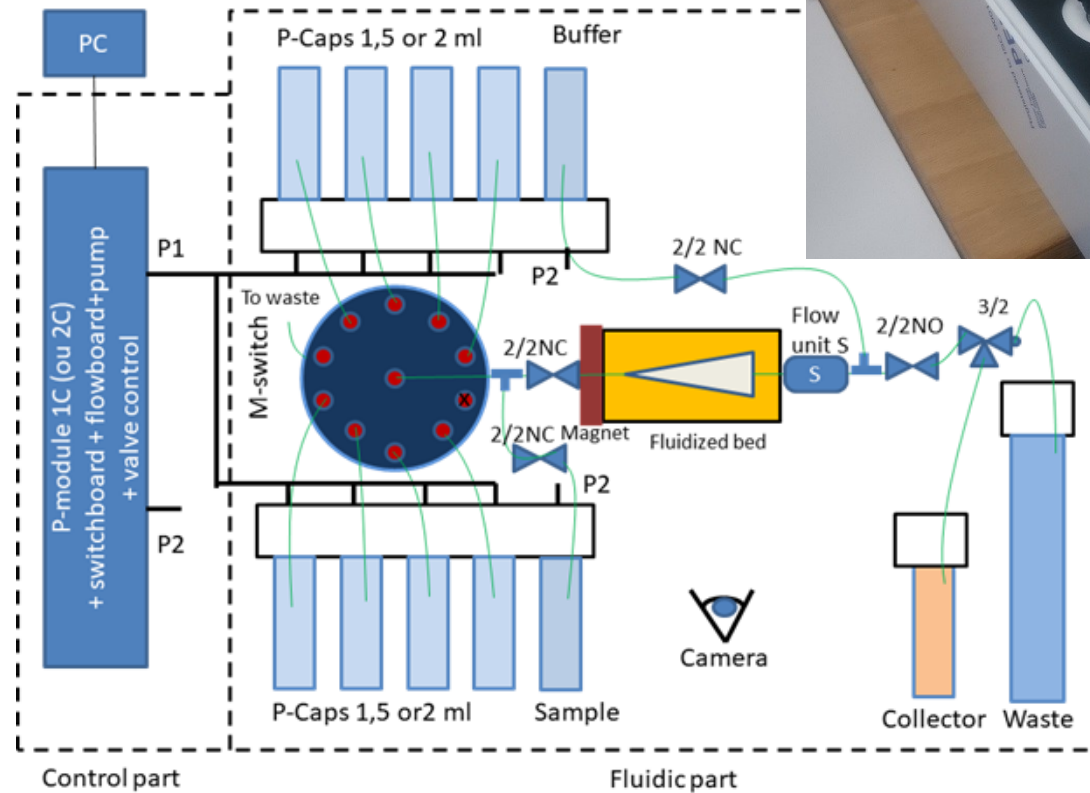 PC
P-Caps 1,5 or 2 ml
Buffer
P-module 1C (ou 2C)
+ switchboard + flowboard+pump
+ valve control
P1
P2
To waste
M-switch
P2
2/2 NC
2/2NC
Magnet
Fluidized bed
Flow
unit S
S
2/2NO
3/2
X
2/2NC
P2
P-Caps 1,5 or2 ml
Sample
Camera
Collector
Waste
Control part
Fluidic part